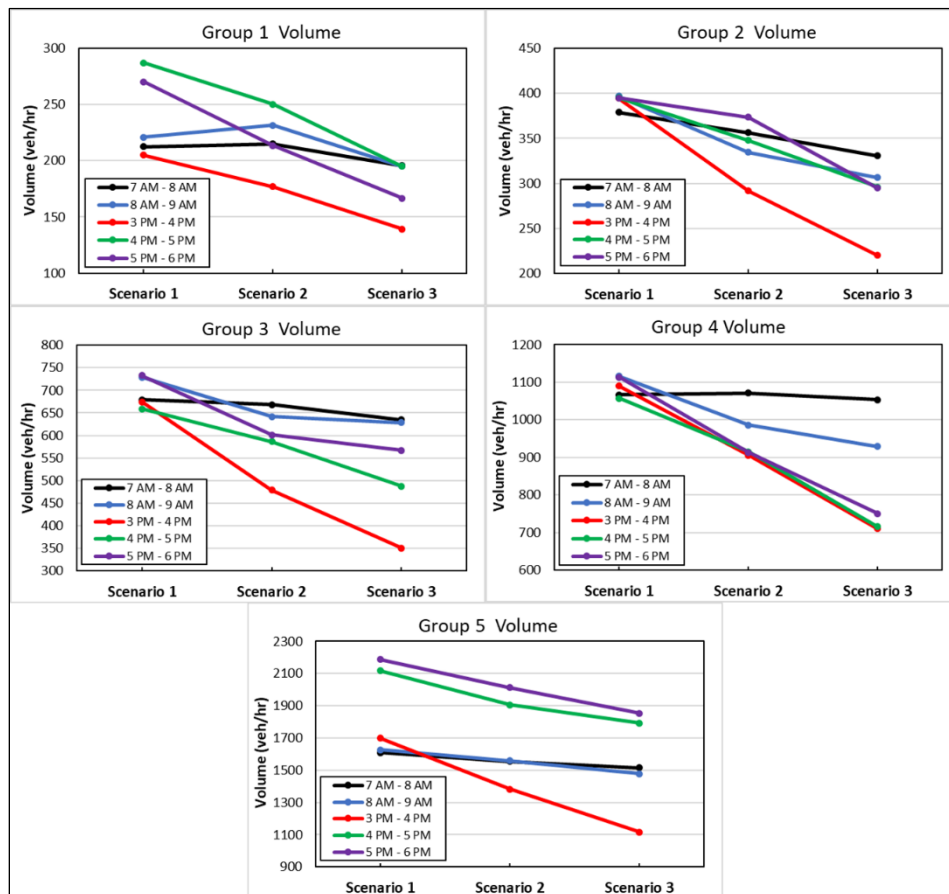 Group 1  Volume
Volume (veh/hr)
300
250
200
150
100
7 AM - 8 AM
8 AM - 9 AM
3 PM - 4 PM
4 PM - 5 PM
5 PM - 6 PM
Scenario 1 Scenario 2 Scenario 3
Group 2  Volume
Volume (veh/hr)
450
400
350
300
250
200
7 AM - 8 AM
8 AM - 9 AM
3 PM - 4 PM
4 PM - 5 PM
5 PM - 6 PM
Scenario 1 Scenario 2 Scenario 3
Group 3  Volume
Volume (veh/hr)
800
750
700
650
600
550
500
450
400
350
300
7 AM - 8 AM
8 AM - 9 AM
3 PM - 4 PM
4 PM - 5 PM
5 PM - 6 PM
Scenario 1 Scenario 2 Scenario 3
Group 4 Volume
Volume (veh/hr)
1200
1100
1000
900
800
700
600
7 AM - 8 AM
8 AM - 9 AM
3 PM - 4 PM
4 PM - 5 PM
5 PM - 6 PM
Scenario 1 Scenario 2 Scenario 3
Group 5  Volume
Volume (veh/hr)
2300
2100
1900
1700
1500
1300
1100
900
7 AM - 8 AM
8 AM - 9 AM
3 PM - 4 PM
4 PM - 5 PM
5 PM - 6 PM
Scenario 1 Scenario 2 Scenario 3